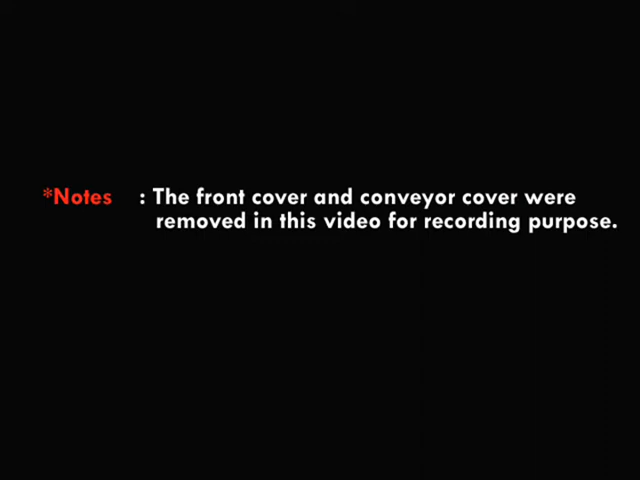 *Notes : The front cover and conveyor cover were
removed in this video for recording purpose.